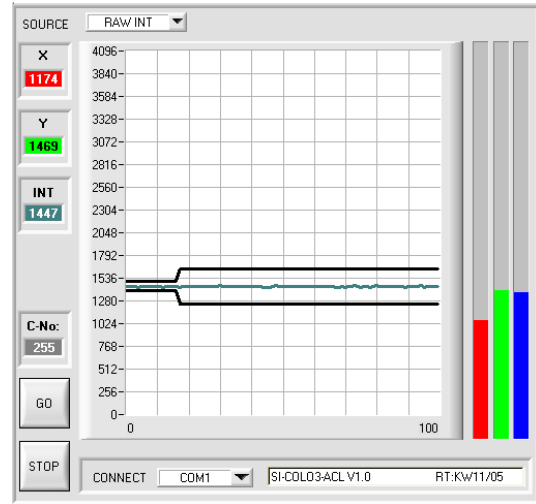 SOURCE RAW INT
X
1174
Y
1469
INT
1447
C-No:
255
GO
STOP
4096
3840
3584
3328
3072
2816
2560
2304
2048
1792
1536
1280
1024
768
512
256
0
0 100
CONNECT COM1 SI-COLO3-ACL V1.0 RT:KW11/05